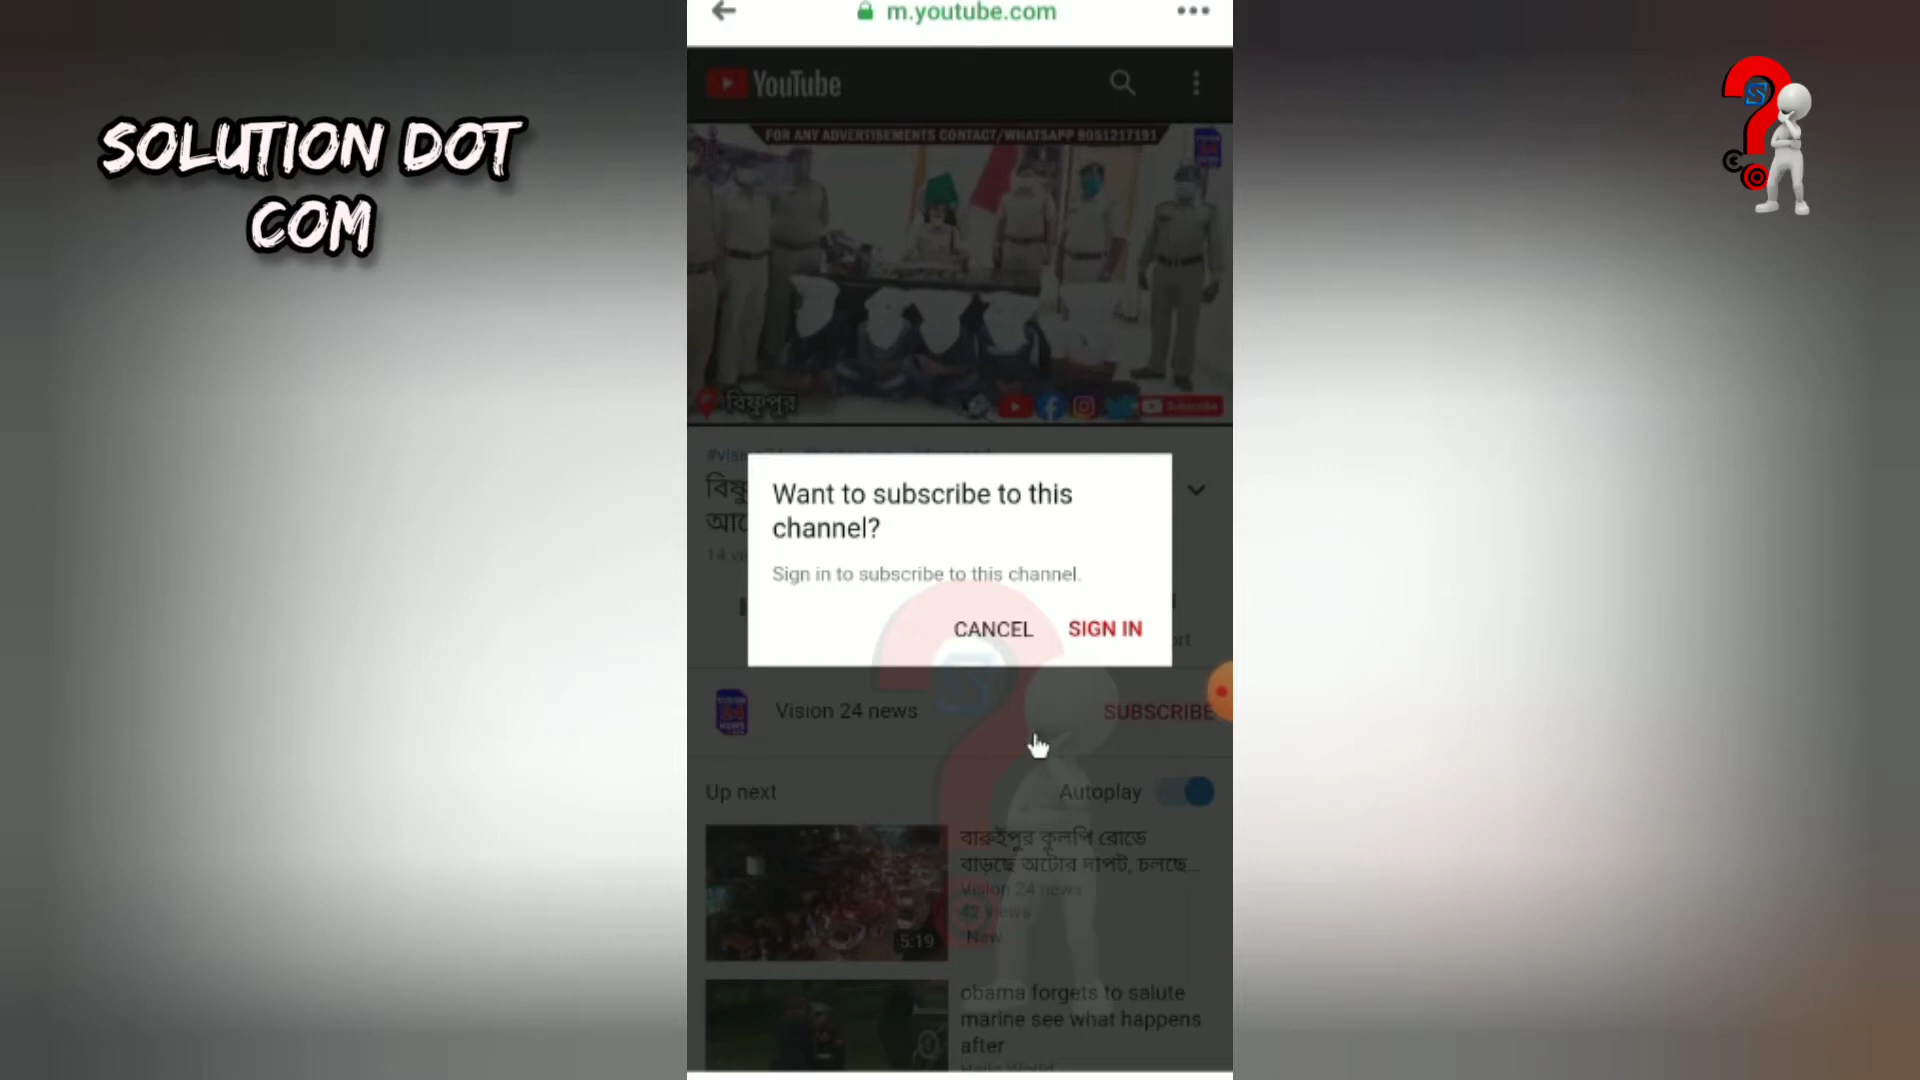 m.youtube.com
SOLUTION DOT
COM
YouTube
FOR ANY ADVERTISEMENTS CONTACT/WHATSAPP 9051217191
বিষ্ণুপুর
Subscribe
Want to subscribe to this
channel?
Sign in to subscribe to this channel.
CANCEL SIGN IN
Vision 24 news SUBSCRIBE
Up next Autoplay
বারুইপুর কুলপি রোডে
বাড়ছে অটোর দাপট, চলছে...
Vision 24 news
42 views
New
5:19
obama forgets to salute
marine see what happens
after
Hello World